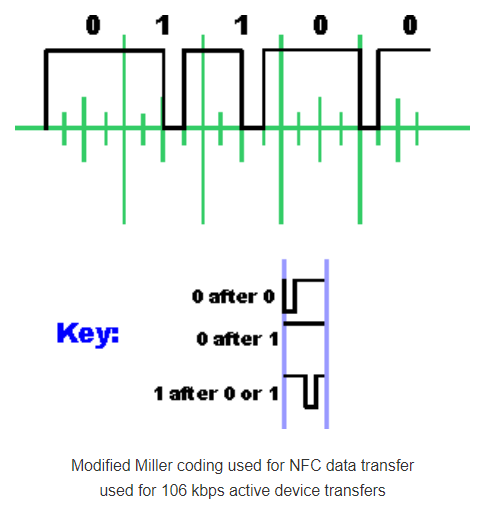 0 1 1 0 0
0 after 0
Key:
0 after 1
1 after 0 or 1
Modified Miller coding used for NFC data transfer
used for 106 kbps active device transfers